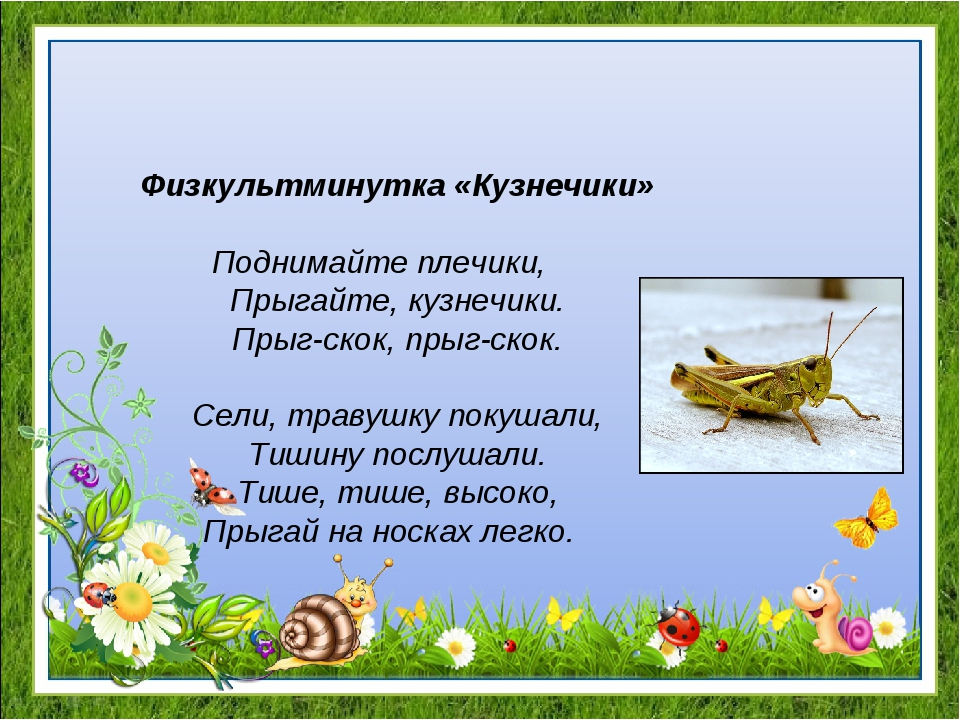 Физкультминутка «Кузнечики»
Поднимайте плечики,
Прыгайте, кузнечики.
Прыг-скок, прыг-скок.
Сели, травушку покушали,
Тишину послушали.
Тише, тише, высоко,
Прыгай на носках легко.